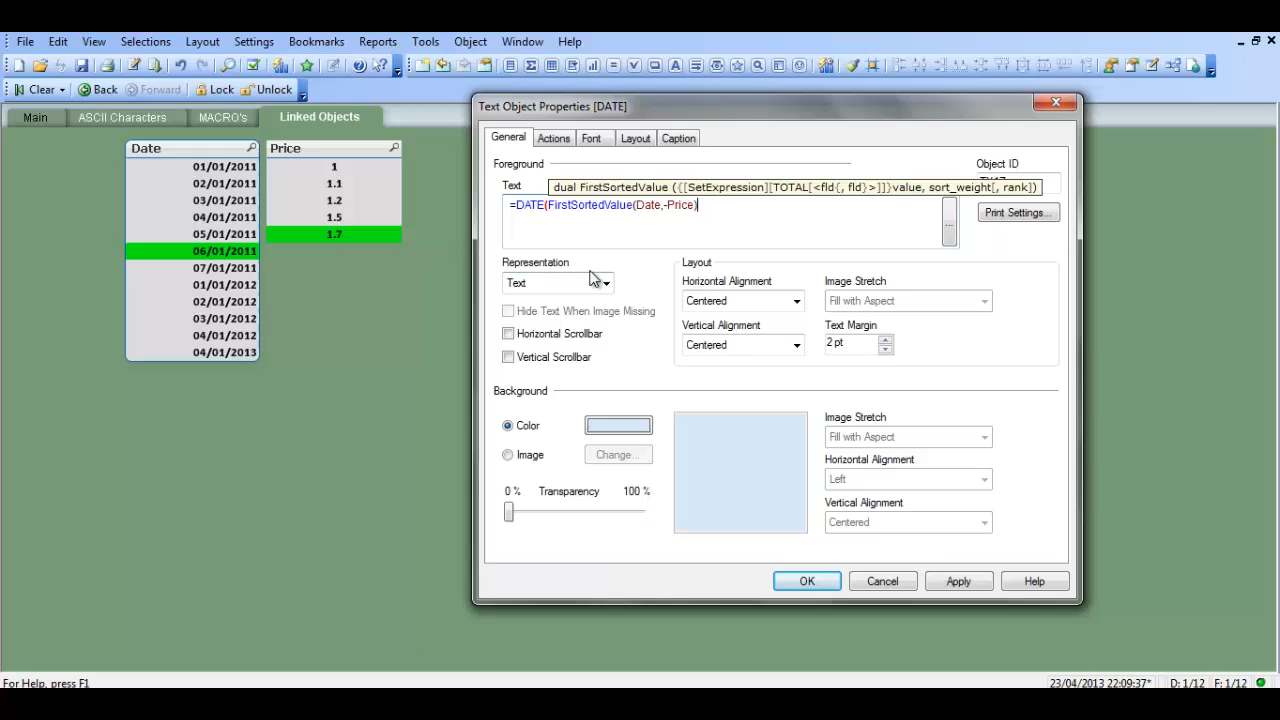 File Edit View Selections Layout Settings Bookmarks Reports Tools Object Window Help
Clear Back Forward Lock Unlock
Main ASCII Characters MACRO's Linked Objects
Text Object Properties [DATE]
General Actions Font Layout Caption
Foreground
Object ID
Text
dual FirstSortedValue ({[SetExpression][TOTAL[<fld{, fld}>]]}value, sort_weight[, rank])
=DATE(FirstSortedValue(Date,-Price)
...
Print Settings...
Representation
Text
Hide Text When Image Missing
Horizontal Scrollbar
Vertical Scrollbar
Layout
Horizontal Alignment
Centered
Image Stretch
Fill with Aspect
Vertical Alignment
Centered
Text Margin
2 pt
Background
Color
Image
Change...
0 % Transparency 100 %
Image Stretch
Fill with Aspect
Horizontal Alignment
Left
Vertical Alignment
Centered
OK Cancel Apply Help
Date
01/01/2011
02/01/2011
03/01/2011
04/01/2011
05/01/2011
06/01/2011
07/01/2011
01/01/2012
02/01/2012
03/01/2012
04/01/2012
04/01/2013
Price
1
1.1
1.2
1.5
1.7
For Help, press F1
23/04/2013 22:09:37* D: 1/12 F: 1/12